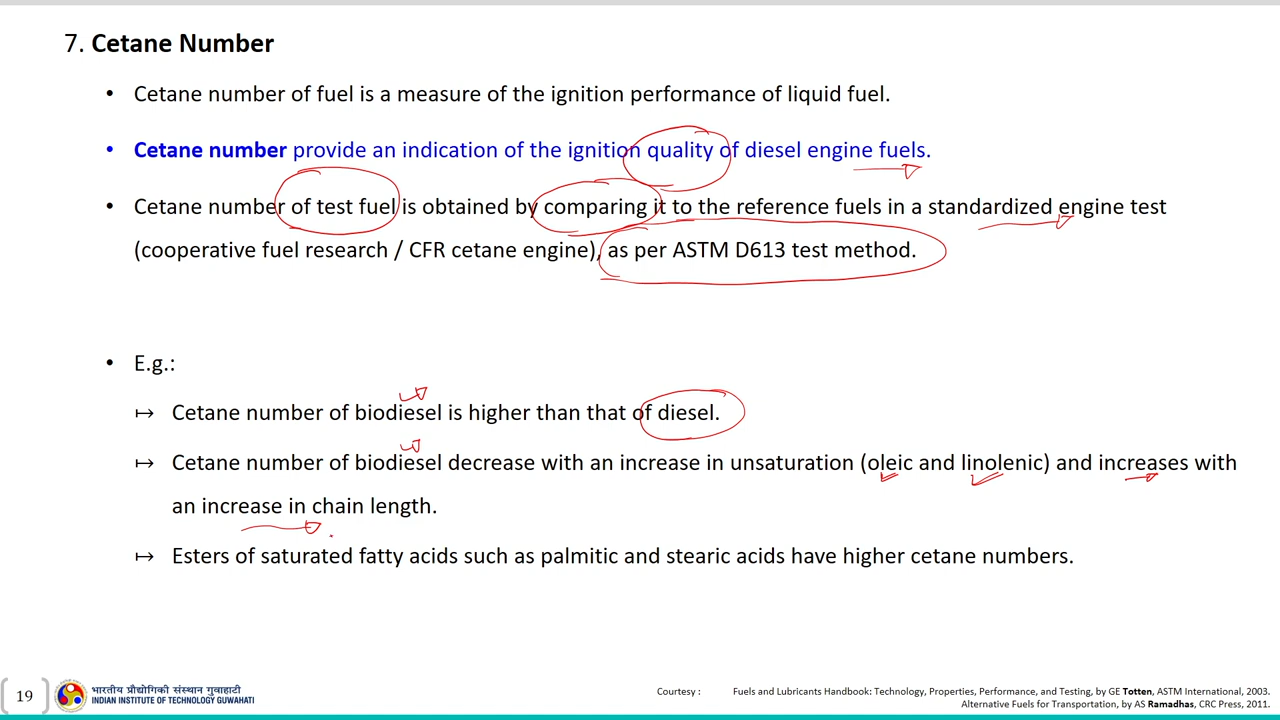 7. Cetane Number
• Cetane number of fuel is a measure of the ignition performance of liquid fuel.
• Cetane number provide an indication of the ignition quality of diesel engine fuels.
• Cetane number of test fuel is obtained by comparing it to the reference fuels in a standardized engine test
(cooperative fuel research / CFR cetane engine), as per ASTM D613 test method.
• E.g.:
↦ Cetane number of biodiesel is higher than that of diesel.
↦ Cetane number of biodiesel decrease with an increase in unsaturation (oleic and linolenic) and increases with
an increase in chain length.
↦ Esters of saturated fatty acids such as palmitic and stearic acids have higher cetane numbers.
19
भारतीय प्रौद्योगिकी संस्थान गुवाहाटी
INDIAN INSTITUTE OF TECHNOLOGY GUWAHATI
Courtesy : Fuels and Lubricants Handbook: Technology, Properties, Performance, and Testing, by GE Totten, ASTM International, 2003.
Alternative Fuels for Transportation, by AS Ramadhas, CRC Press, 2011.